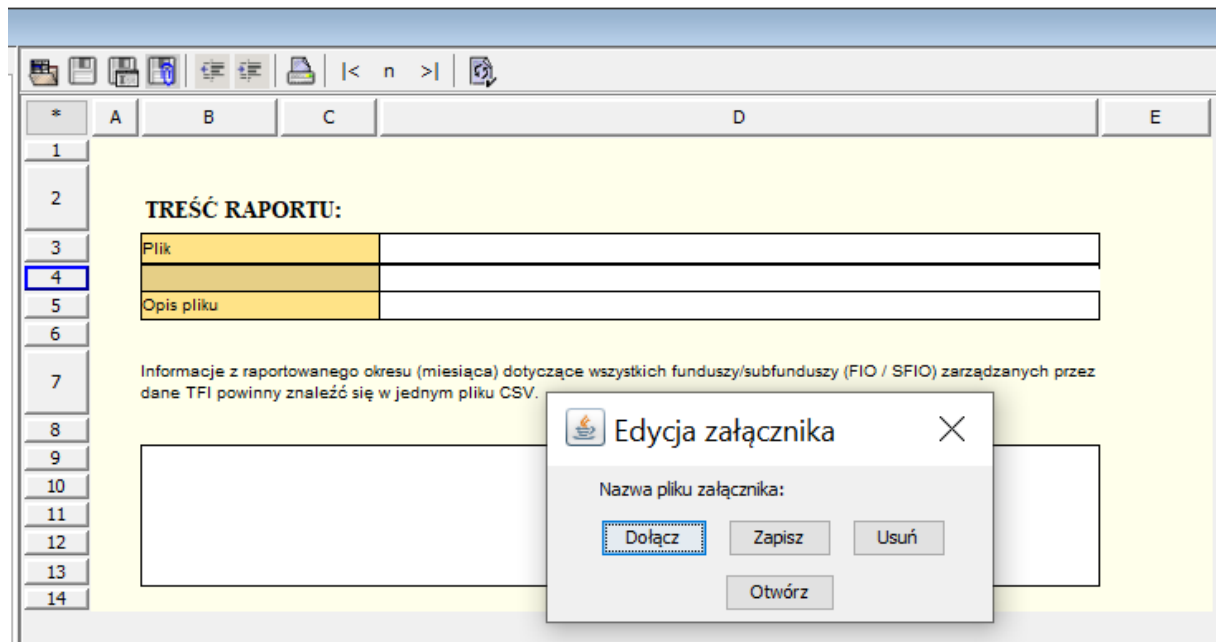 |< n >|
* A B C D E
1
2
TREŚĆ RAPORTU:
3
Plik
4
5
Opis pliku
6
7
Informacje z raportowanego okresu (miesiąca) dotyczące wszystkich funduszy/subfunduszy (FIO / SFIO) zarządzanych przez
dane TFI powinny znaleźć się w jednym pliku CSV.
8
9
10
11
12
13
14
Edycja załącznika
Nazwa pliku załącznika:
Dołącz Zapisz Usuń
Otwórz